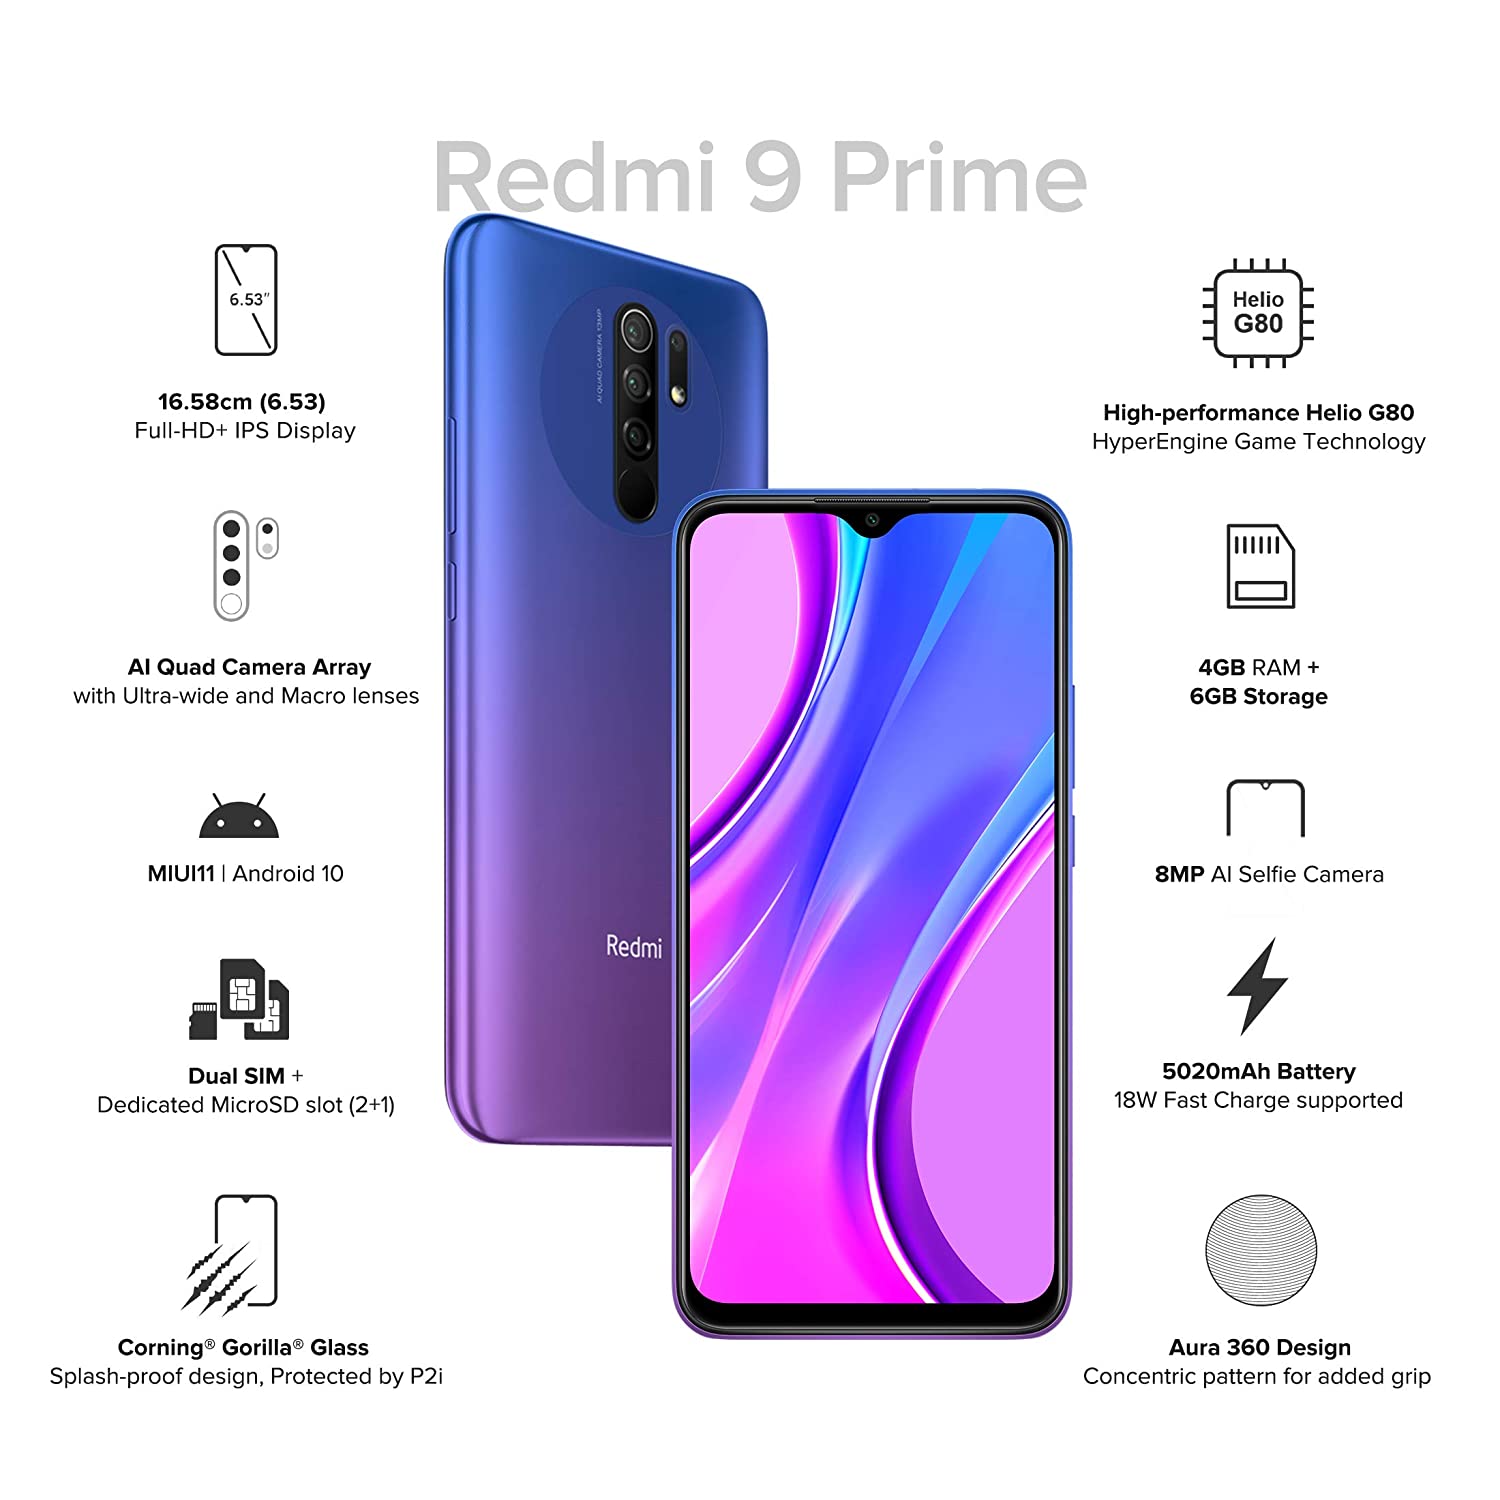 Redmi 9 Prime
6.53"
16.58cm (6.53)
Full-HD+ IPS Display
AI Quad Camera Array
with Ultra-wide and Macro lenses
MIUI11 | Android 10
Dual SIM +
Dedicated MicroSD slot (2+1)
Corning® Gorilla® Glass
Splash-proof design, Protected by P2i
AI QUAD CAMERA 13MP
Redmi
Helio
G80
High-performance Helio G80
HyperEngine Game Technology
4GB RAM +
6GB Storage
8MP AI Selfie Camera
5020mAh Battery
18W Fast Charge supported
Aura 360 Design
Concentric pattern for added grip